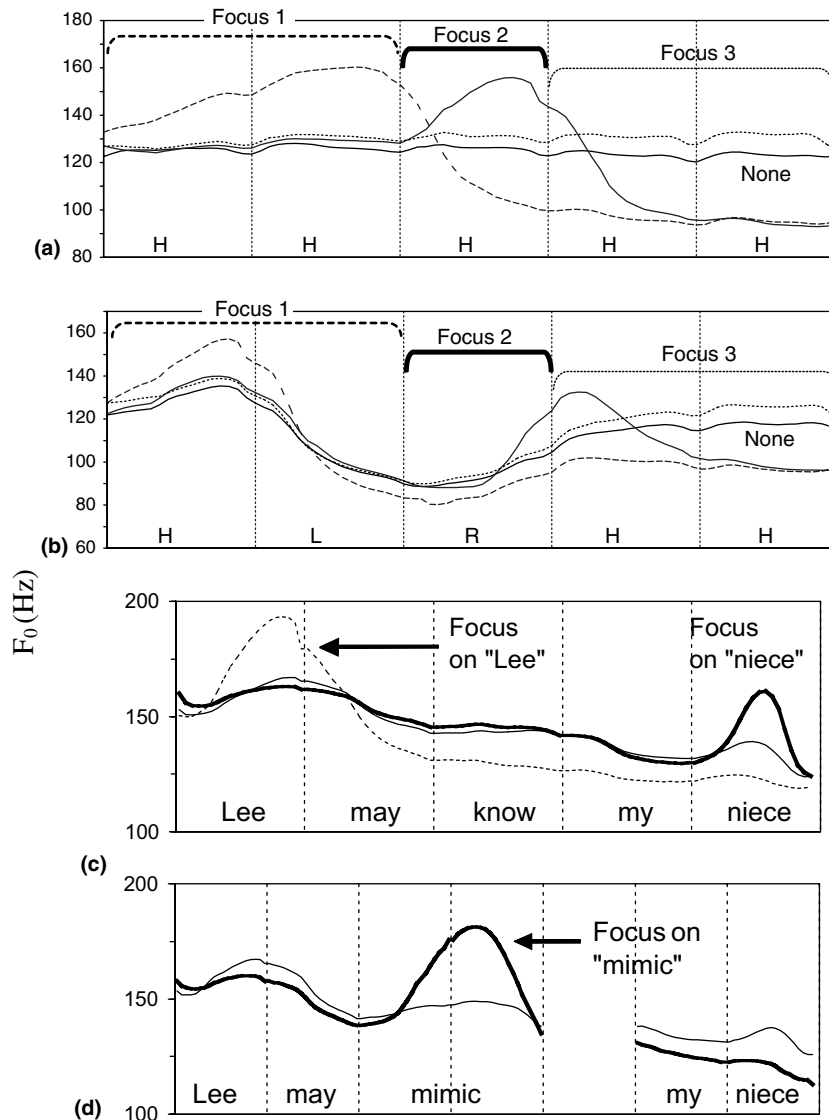 Focus 1
180
160
140
120
100
80
Focus 2
Focus 3
None
(a)
H H H H H
Focus 1
160
140
120
100
80
60
Focus 2
Focus 3
None
(b)
H L R H H
F₀ (Hz)
200
150
100
Focus
on "Lee"
Focus
on "niece"
Lee may know my niece
(c)
200
150
100
Focus on
"mimic"
Lee may mimic my niece
(d)